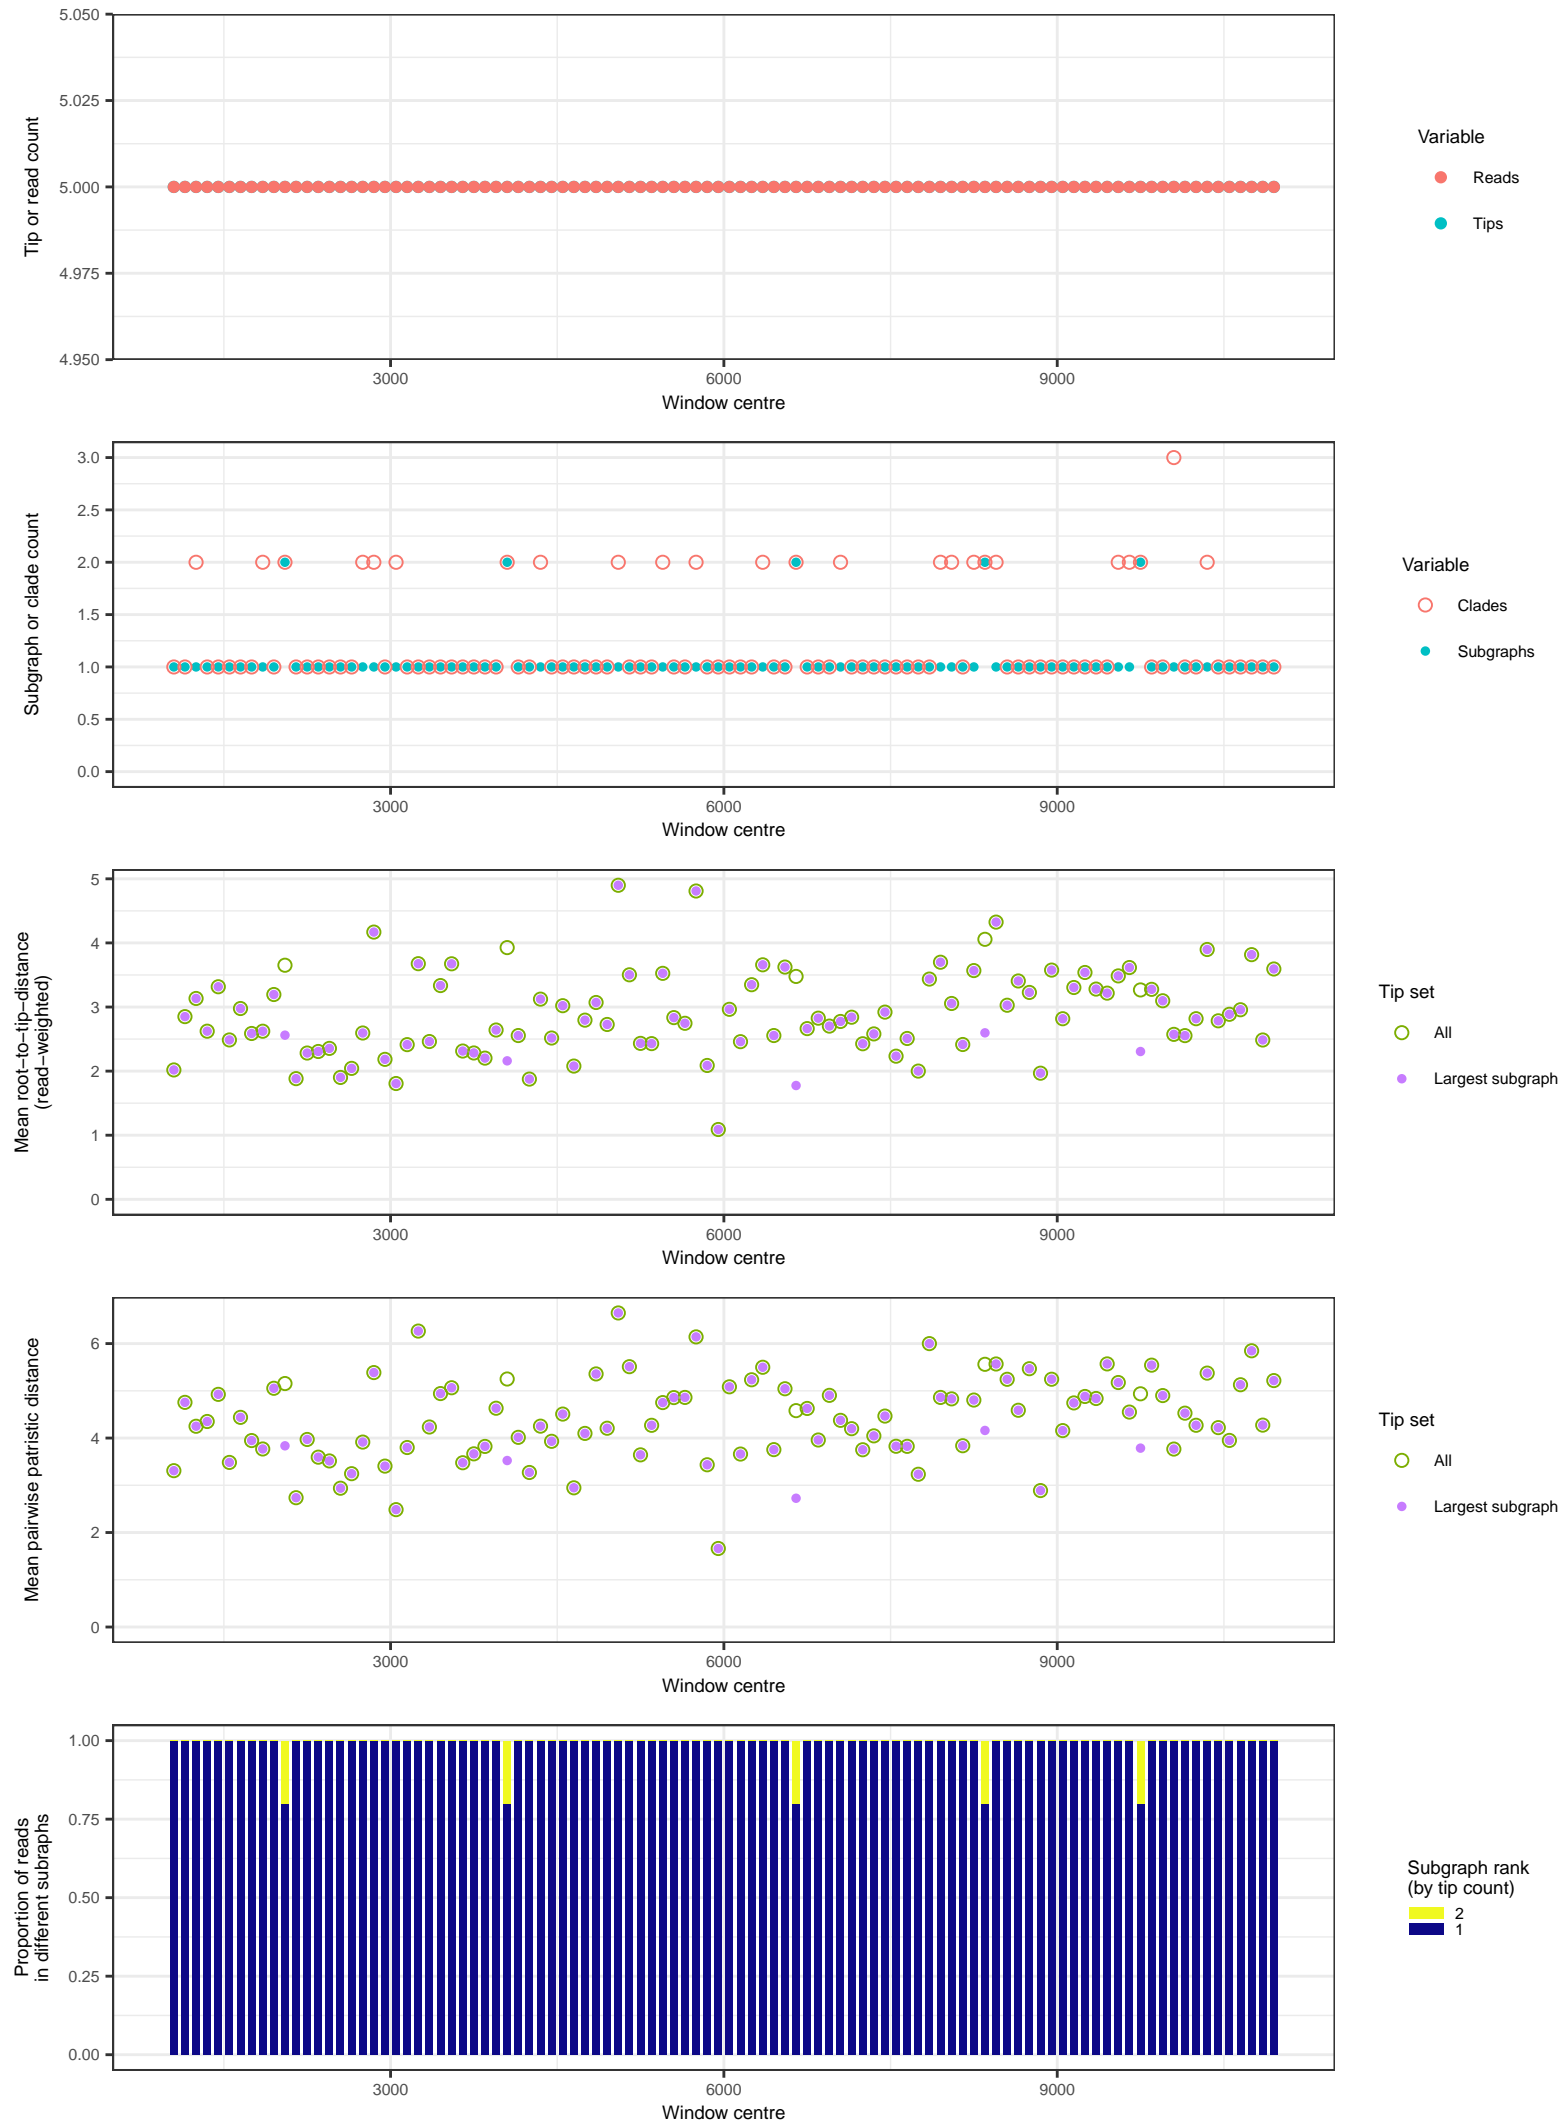 5.050
5.025
5.000
4.975
4.950
Tip or read count
3000
6000
9000
Window centre
Variable
Reads
Tips
3.0
2.5
2.0
1.5
1.0
0.5
0.0
Subgraph or clade count
3000
6000
9000
Window centre
Variable
Clades
Subgraphs
5
4
3
2
1
0
Mean root−to−tip−distance
(read−weighted)
3000
6000
9000
Window centre
Tip set
All
Largest subgraph
6
4
2
0
Mean pairwise patristic distance
3000
6000
9000
Window centre
Tip set
All
Largest subgraph
1.00
0.75
0.50
0.25
0.00
Proportion of reads
in different subraphs
3000
6000
9000
Window centre
Subgraph rank
(by tip count)
2
1